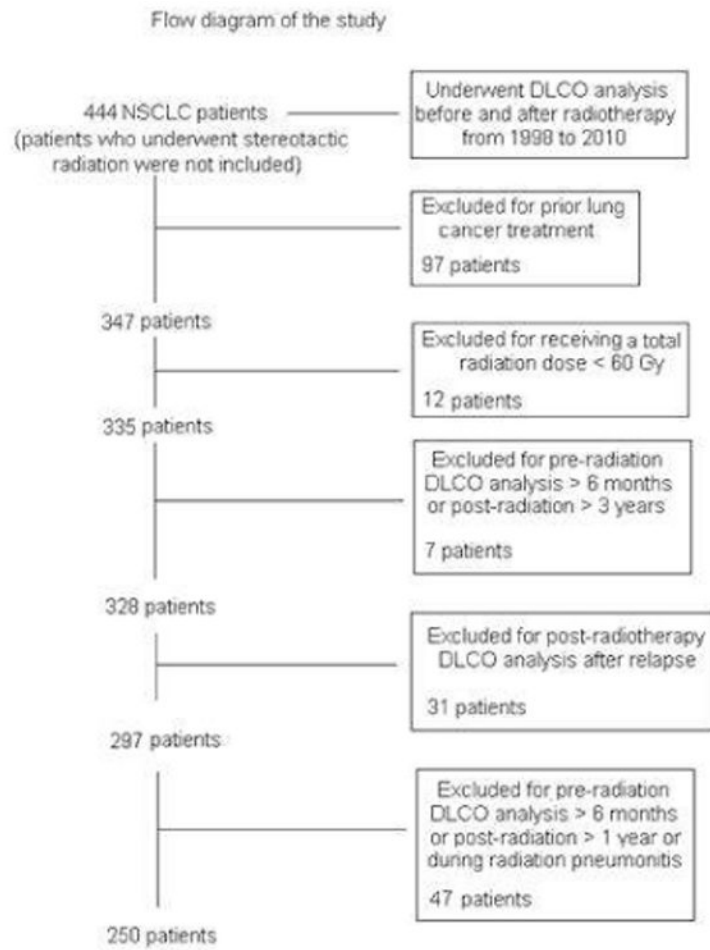 Flow diagram of the study
444 NSCLC patients
(patients who underwent stereotactic
radiation were not included)
Underwent DLCO analysis
before and after radiotherapy
from 1998 to 2010
Excluded for prior lung
cancer treatment
97 patients
347 patients
Excluded for receiving a total
radiation dose < 60 Gy
12 patients
335 patients
Excluded for pre-radiation
DLCO analysis > 6 months
or post-radiation > 3 years
7 patients
328 patients
Excluded for post-radiotherapy
DLCO analysis after relapse
31 patients
297 patients
Excluded for pre-radiation
DLCO analysis > 6 months
or post-radiation > 1 year or
during radiation pneumonitis
47 patients
250 patients